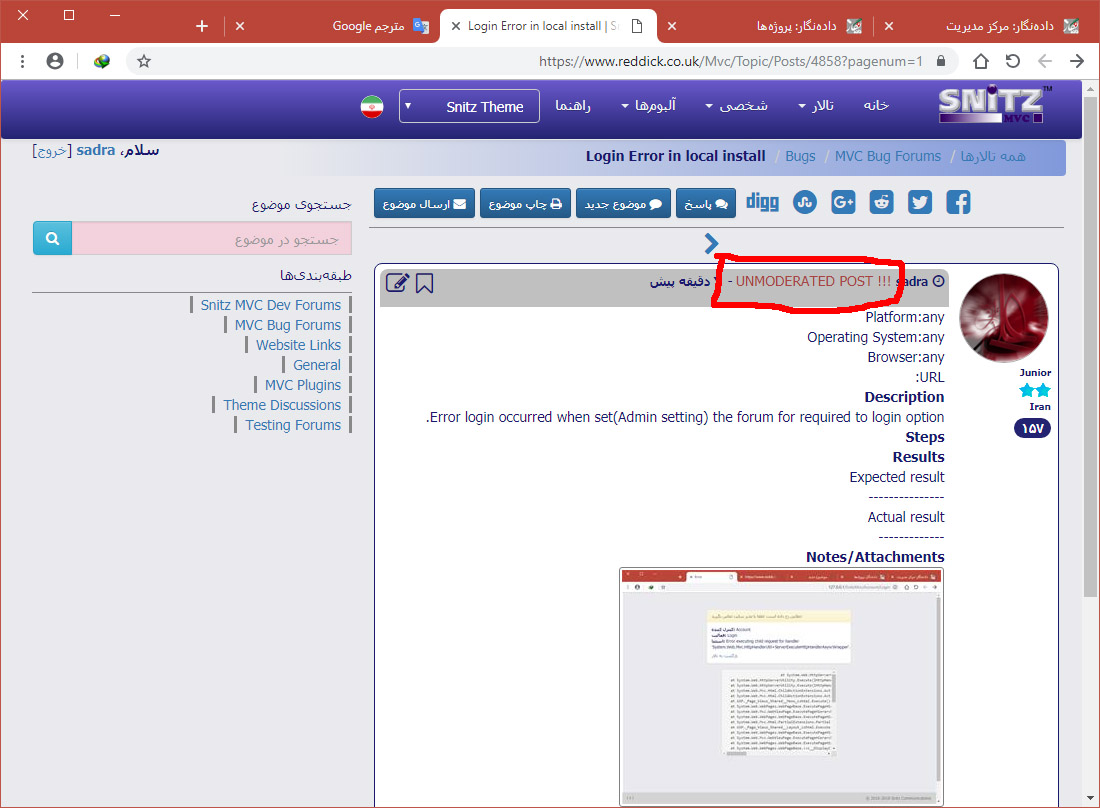 داده‌نگار: مرکز مدیریت
داده‌نگار: پروژه‌ها
Login Error in local install | S
مترجم Google
https://www.reddick.co.uk/Mvc/Topic/Posts/4858?pagenum=1
SNiTZ™
MVC
خانه
تالار
شخصی
آلبوم‌ها
راهنما
Snitz Theme
همه تالارها / MVC Bug Forums / Bugs / Login Error in local install
سلام، sadra [خروج]
digg
پاسخ
موضوع جدید
چاپ موضوع
ارسال موضوع
جستجوی موضوع
جستجو در موضوع
طبقه‌بندی‌ها
Snitz MVC Dev Forums
MVC Bug Forums
Website Links
General
MVC Plugins
Theme Discussions
Testing Forums
Junior
Iran
۱۵۷
sadra UNMODERATED POST !!! -
دقیقه پیش
Platform:any
Operating System:any
Browser:any
URL:
Description
Error login occurred when set(Admin setting) the forum for required to login option.
Steps
Results
Expected result
---------------
Actual result
-------------
Notes/Attachments